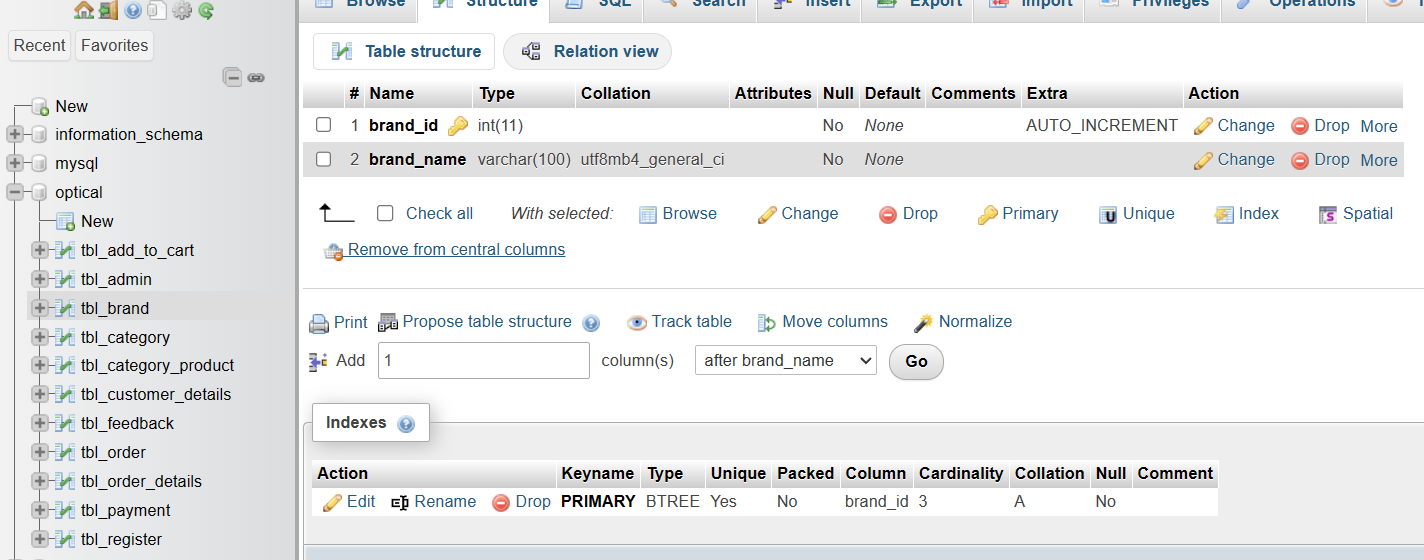 Browse Structure SQL Search Insert Export Import Privileges Operations
Recent Favorites
New
information_schema
mysql
optical
New
tbl_add_to_cart
tbl_admin
tbl_brand
tbl_category
tbl_category_product
tbl_customer_details
tbl_feedback
tbl_order
tbl_order_details
tbl_payment
tbl_register
Table structure Relation view
# Name Type Collation Attributes Null Default Comments Extra Action
1 brand_id int(11) No None AUTO_INCREMENT Change Drop More
2 brand_name varchar(100) utf8mb4_general_ci No None Change Drop More
Check all With selected: Browse Change Drop Primary Unique Index Spatial
Remove from central columns
Print Propose table structure Track table Move columns Normalize
Add 1 column(s) after brand_name Go
Indexes
Action Keyname Type Unique Packed Column Cardinality Collation Null Comment
Edit Rename Drop PRIMARY BTREE Yes No brand_id 3 A No